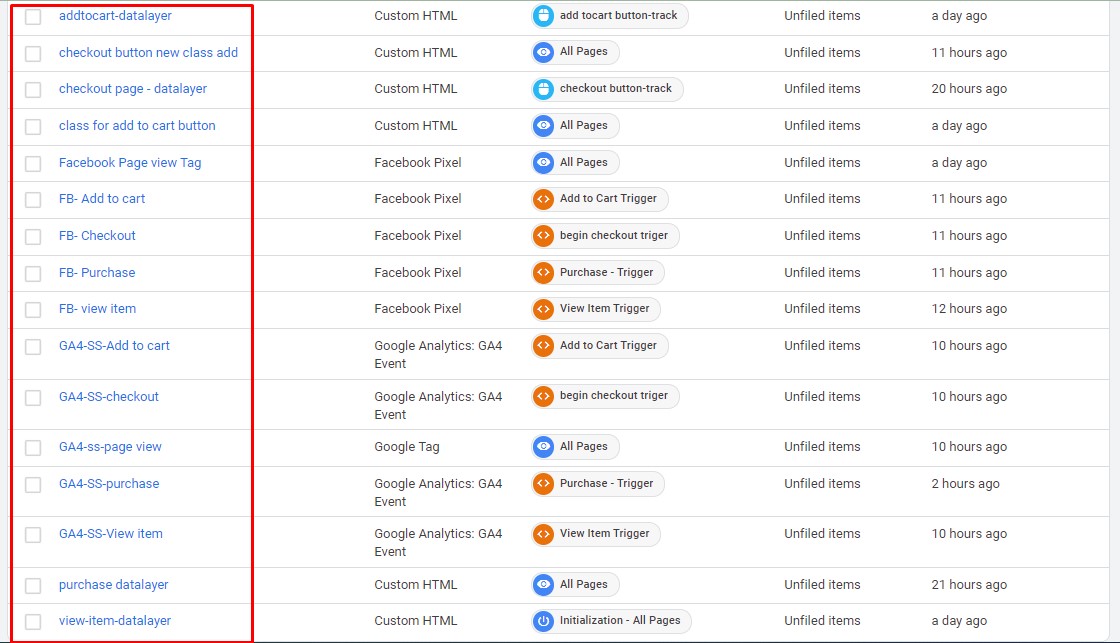 addtocart-datalayer Custom HTML add tocart button-track Unfiled items a day ago
checkout button new class add Custom HTML All Pages Unfiled items 11 hours ago
checkout page - datalayer Custom HTML checkout button-track Unfiled items 20 hours ago
class for add to cart button Custom HTML All Pages Unfiled items a day ago
Facebook Page view Tag Facebook Pixel All Pages Unfiled items a day ago
FB- Add to cart Facebook Pixel Add to Cart Trigger Unfiled items 11 hours ago
FB- Checkout Facebook Pixel begin checkout triger Unfiled items 11 hours ago
FB- Purchase Facebook Pixel Purchase - Trigger Unfiled items 11 hours ago
FB- view item Facebook Pixel View Item Trigger Unfiled items 12 hours ago
GA4-SS-Add to cart Google Analytics: GA4 Add to Cart Trigger Unfiled items 10 hours ago
Event
GA4-SS-checkout Google Analytics: GA4 begin checkout triger Unfiled items 10 hours ago
Event
GA4-ss-page view Google Tag All Pages Unfiled items 10 hours ago
GA4-SS-purchase Google Analytics: GA4 Purchase - Trigger Unfiled items 2 hours ago
Event
GA4-SS-View item Google Analytics: GA4 View Item Trigger Unfiled items 10 hours ago
Event
purchase datalayer Custom HTML All Pages Unfiled items 21 hours ago
view-item-datalayer Custom HTML Initialization - All Pages Unfiled items a day ago